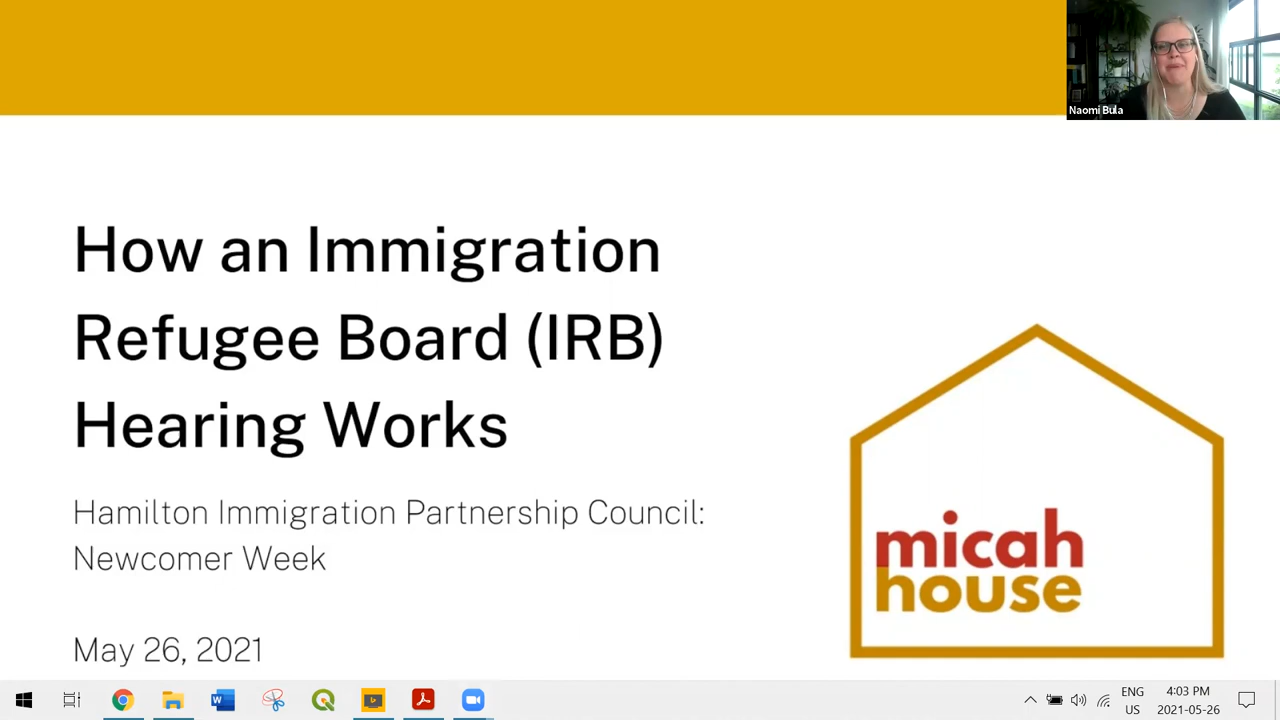 Naomi Bula
How an Immigration
Refugee Board (IRB)
Hearing Works
Hamilton Immigration Partnership Council:
Newcomer Week
May 26, 2021
micah
house
ENG
US
4:03 PM
2021-05-26